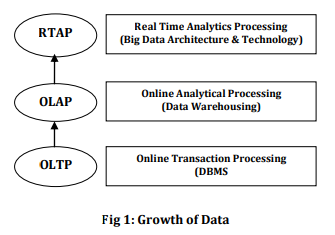 RTAP
Real Time Analytics Processing
(Big Data Architecture & Technology)
OLAP
Online Analytical Processing
(Data Warehousing)
OLTP
Online Transaction Processing
(DBMS
Fig 1: Growth of Data